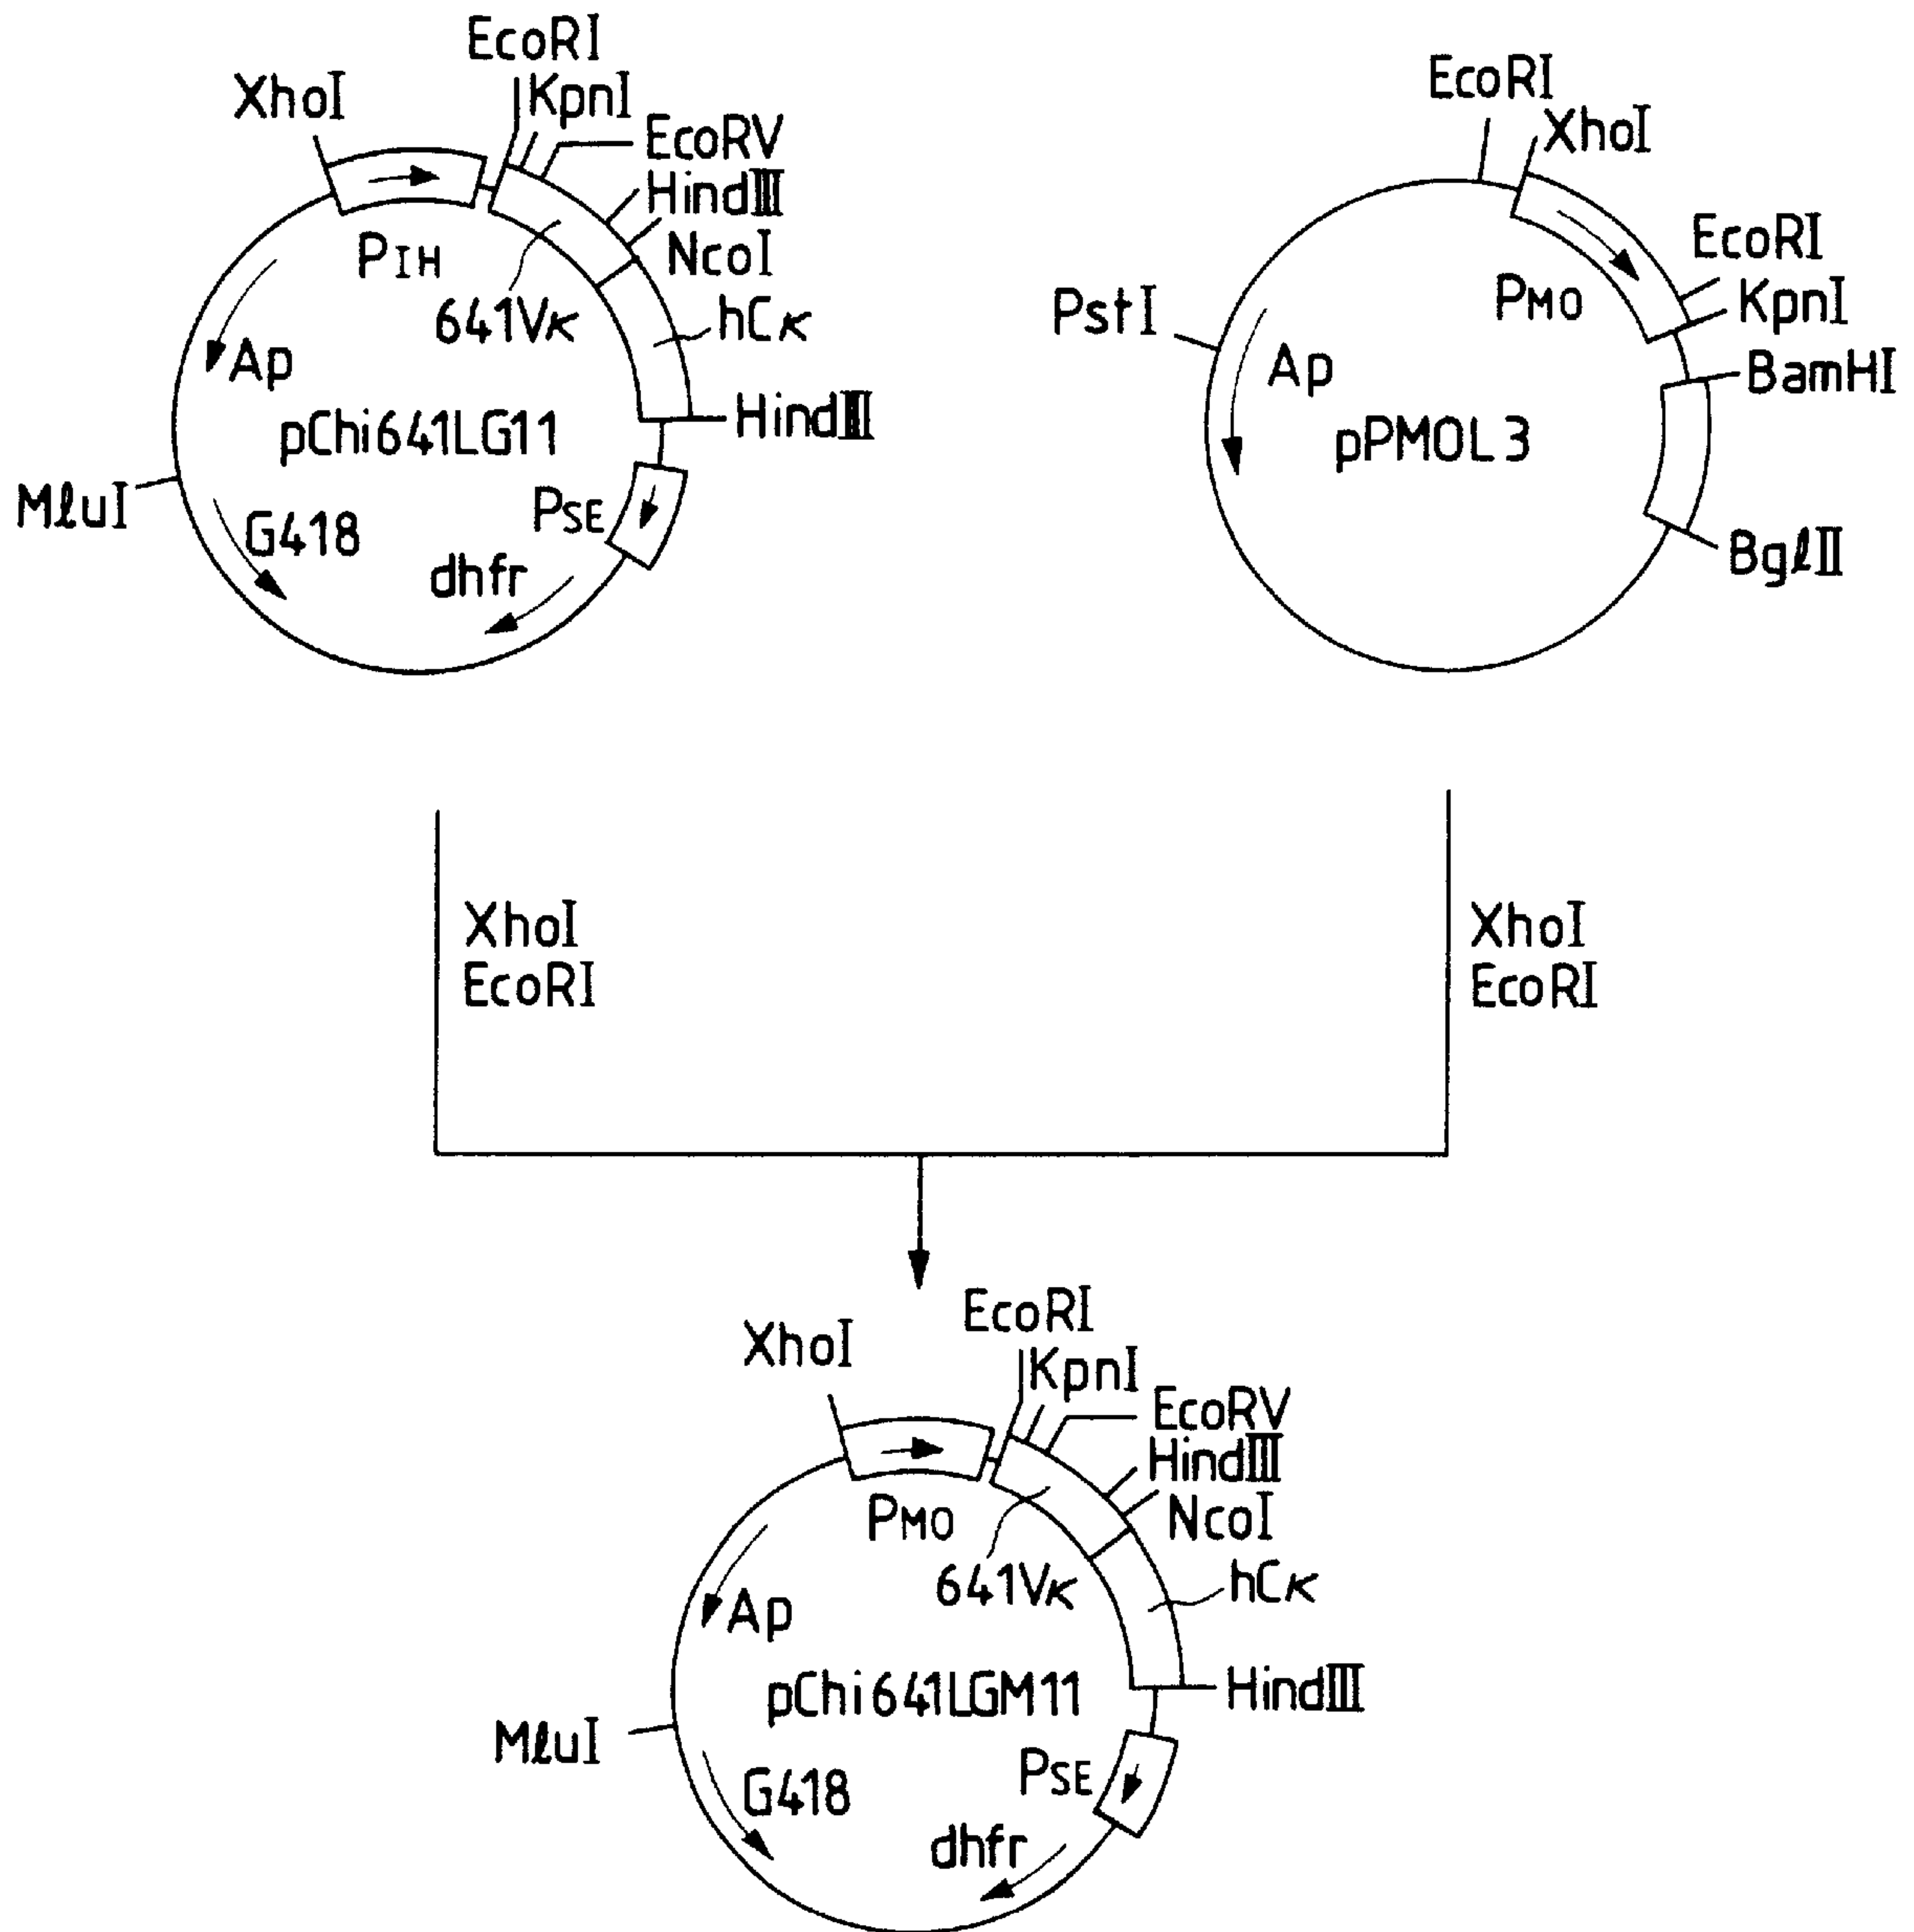 EcoRI
XhoI
KpnI
EcoRV
HindIII
NcoI
PIH
641Vκ
hCκ
Ap
pChi641LG11
HindIII
MluI
G418
PSE
dhfr
EcoRI
XhoI
EcoRI
PMO
KpnI
PstI
Ap
BamHI
pPMOL3
BglII
XhoI
EcoRI
XhoI
EcoRI
EcoRI
XhoI
KpnI
EcoRV
HindIII
NcoI
PMO
641Vκ
hCκ
Ap
pChi641LGM11
HindIII
MluI
G418
PSE
dhfr